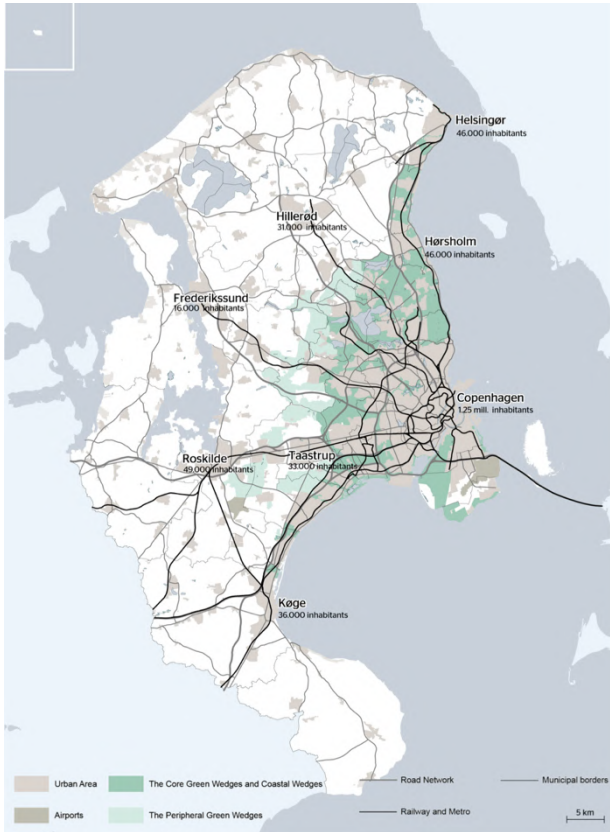 Helsingør
46.000 inhabitants
Hillerød
31.000 inhabitants
Hørsholm
46.000 inhabitants
Frederikssund
16.000 inhabitants
Copenhagen
1.25 mill. inhabitants
Roskilde
49.000 inhabitants
Taastrup
33.000 inhabitants
Køge
36.000 inhabitants
Urban Area
The Core Green Wedges and Coastal Wedges
Road Network
Municipal borders
Airports
The Peripheral Green Wedges
Railway and Metro
5 km